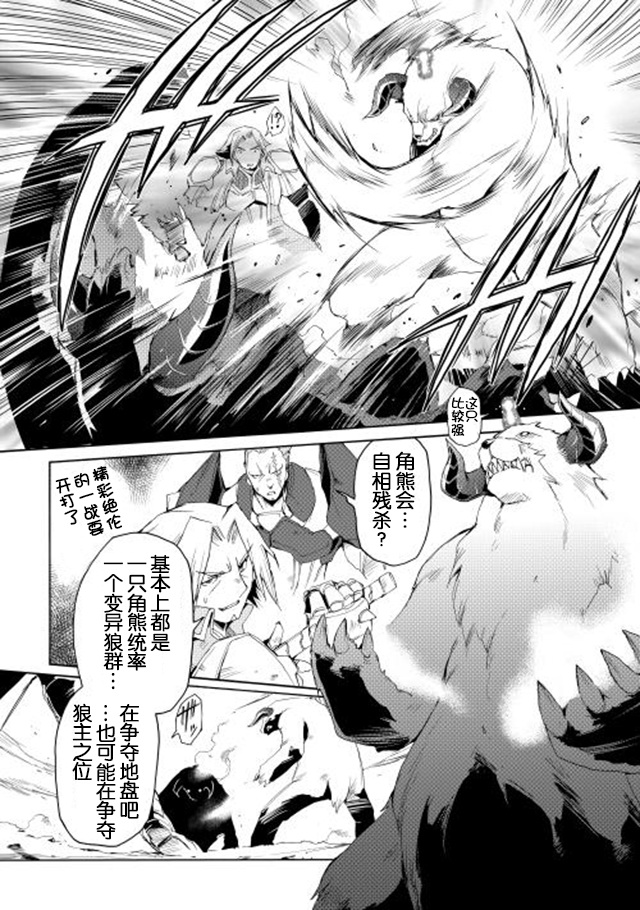 !?
这只
比较强
角熊会…
自相残杀?
精彩绝伦
的一战要
开打了
基本上都是
一只角熊统率
一个变异狼群…
在争夺地盘吧
…也可能在争夺
狼主之位